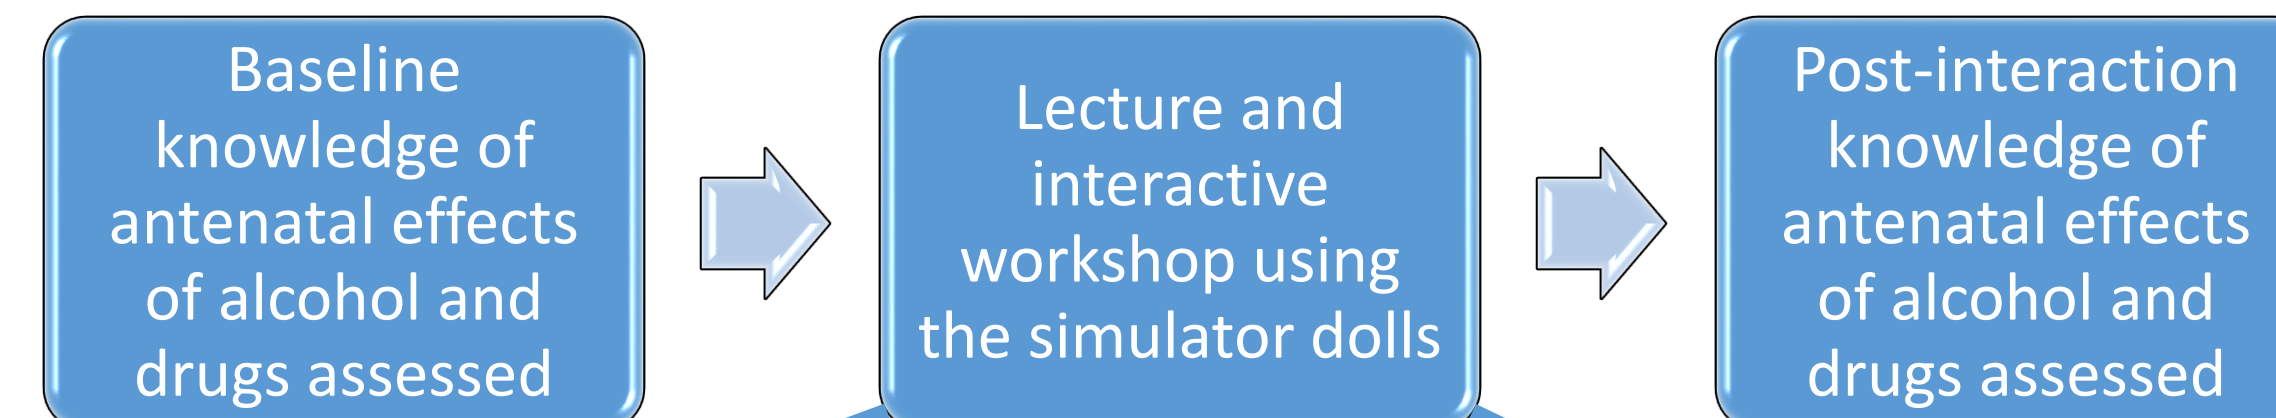 Baseline
knowledge of
antenatal effects
of alcohol and
drugs assessed
Lecture and
interactive
workshop using
the simulator dolls
Post-interaction
knowledge of
antenatal effects
of alcohol and
drugs assessed